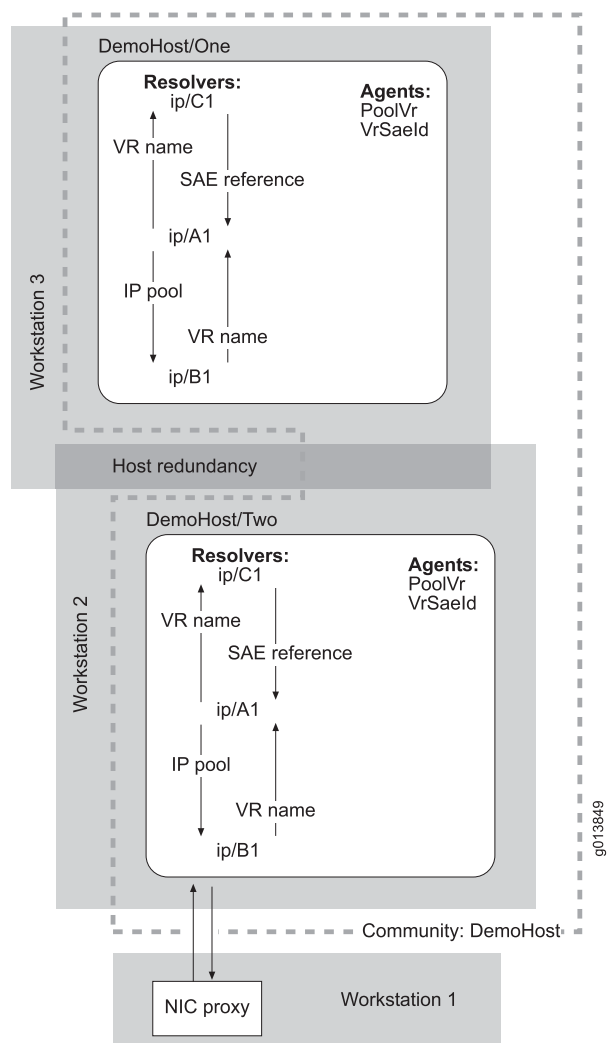 DemoHost/One
Resolvers:
ip/C1
Agents:
PoolVr
VrSaeId
VR name
SAE reference
ip/A1
IP pool
VR name
ip/B1
Workstation 3
Host redundancy
DemoHost/Two
Resolvers:
ip/C1
Agents:
PoolVr
VrSaeId
VR name
SAE reference
ip/A1
IP pool
VR name
ip/B1
Workstation 2
g013849
Community: DemoHost
NIC proxy
Workstation 1